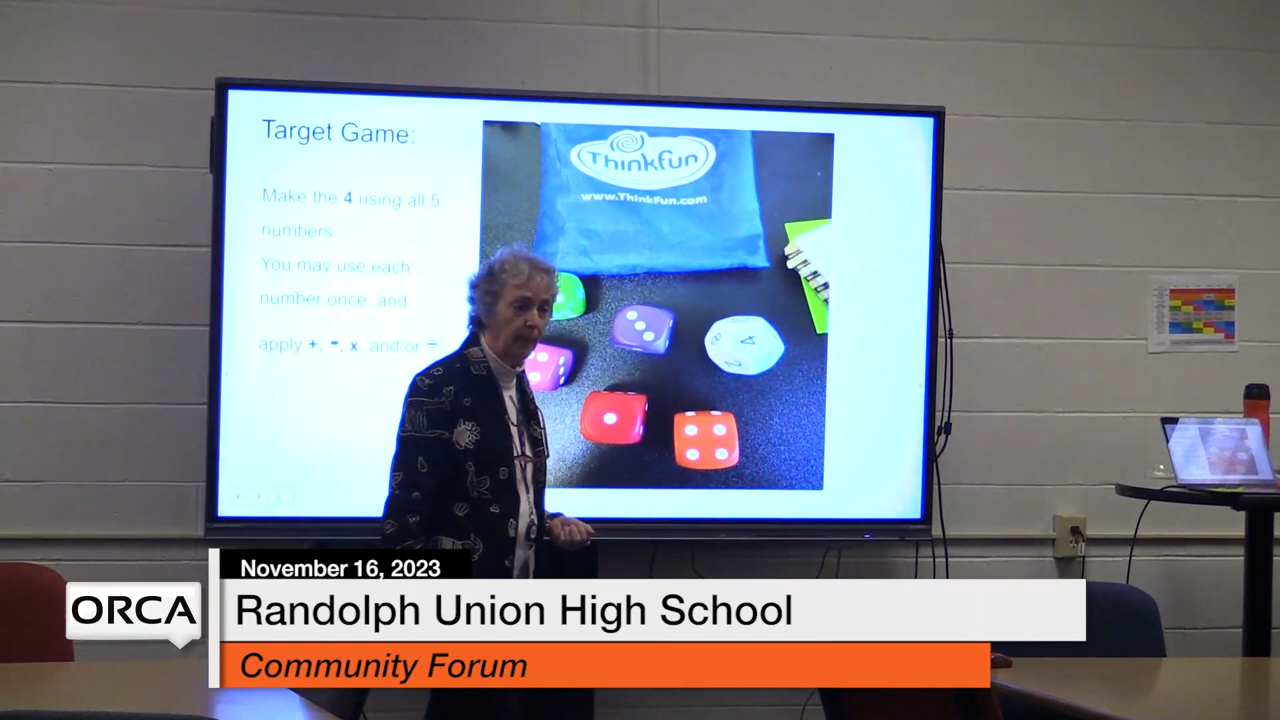 Target Game:
Make the 4 using all 5
numbers.
You may use each
number once, and
apply +, -, x, and/or ÷
Thinkfun
www.ThinkFun.com
4
November 16, 2023
ORCA
Randolph Union High School
Community Forum